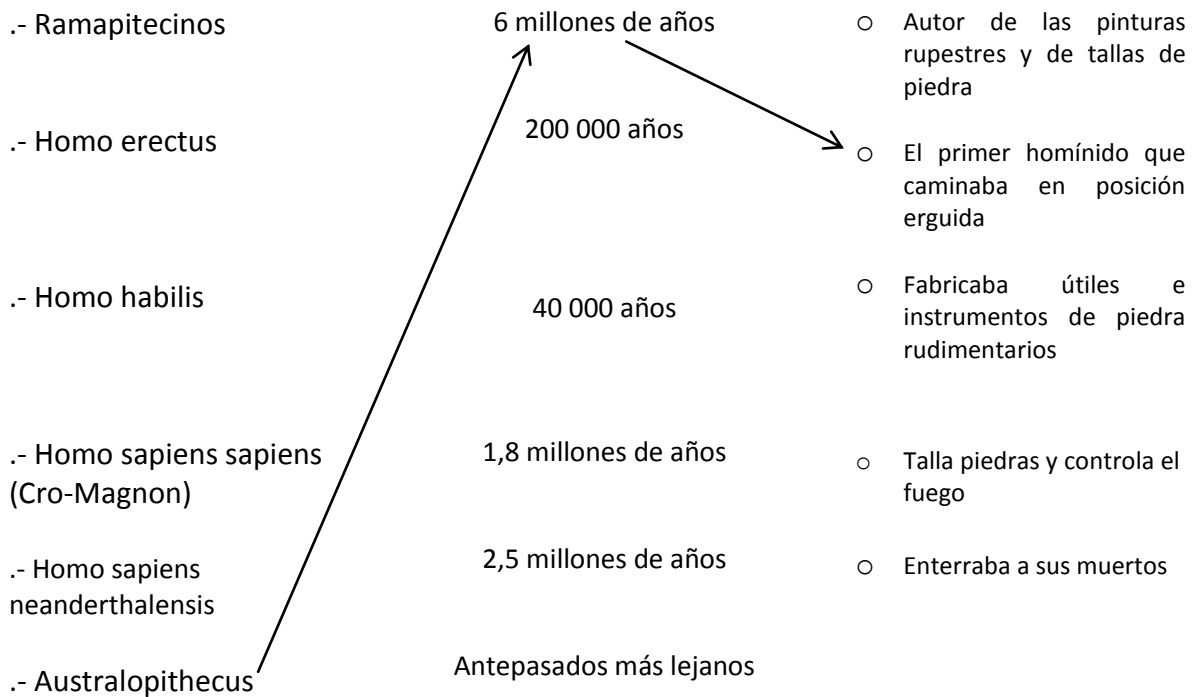 .- Ramapitecinos
6 millones de años
o Autor de las pinturas
rupestres y de tallas de
piedra
.- Homo erectus
200 000 años
o El primer homínido que
caminaba en posición
erguida
.- Homo habilis
40 000 años
o Fabricaba útiles e
instrumentos de piedra
rudimentarios
.- Homo sapiens sapiens
(Cro-Magnon)
1,8 millones de años
o Talla piedras y controla el
fuego
.- Homo sapiens
neanderthalensis
2,5 millones de años
o Enterraba a sus muertos
.- Australopithecus
Antepasados más lejanos